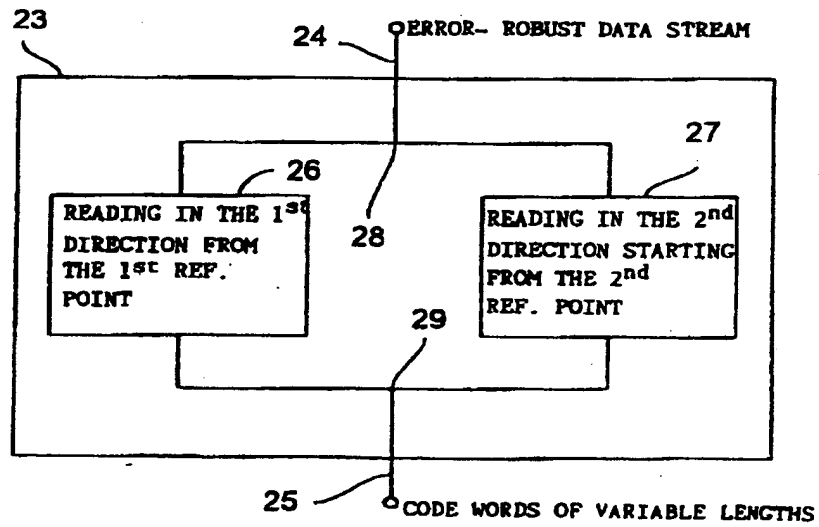 24
ERROR- ROBUST DATA STREAM
23
27
26
READING IN THE 1st
DIRECTION FROM
THE 1st REF.
POINT
28
READING IN THE 2nd
DIRECTION STARTING
FROM THE 2nd
REF. POINT
29
25
CODE WORDS OF VARIABLE LENGTHS